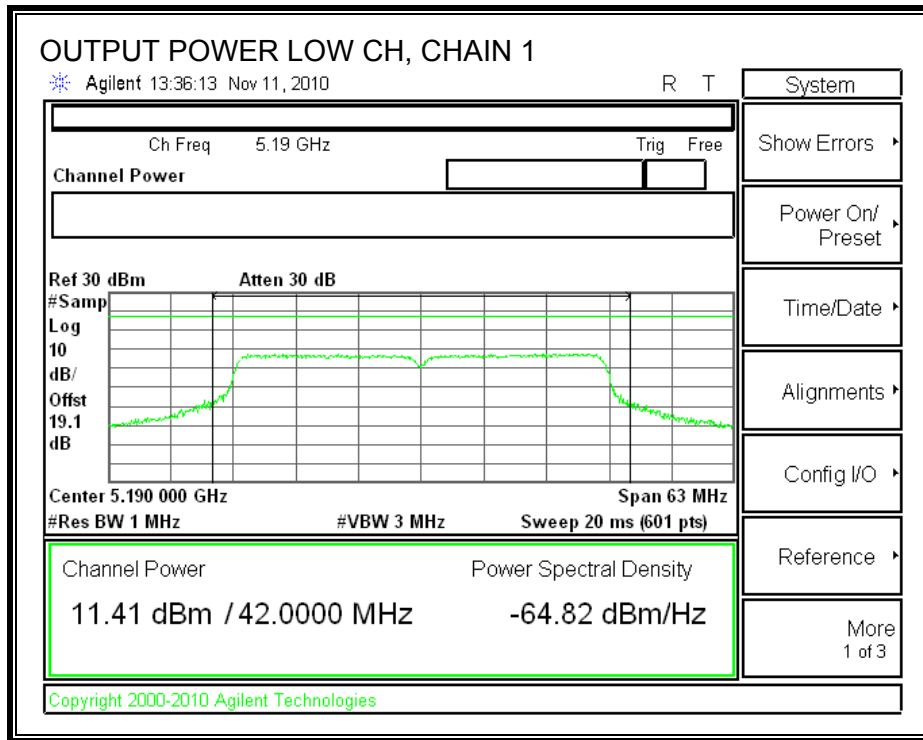 OUTPUT POWER LOW CH, CHAIN 1
Agilent 13:36:13 Nov 11, 2010 R T
Ch Freq 5.19 GHz Trig Free
Channel Power
Ref 30 dBm Atten 30 dB
#Samp
Log
10
dB/
Offst
19.1
dB
Center 5.190 000 GHz Span 63 MHz
#Res BW 1 MHz #VBW 3 MHz Sweep 20 ms (601 pts)
Channel Power Power Spectral Density
11.41 dBm / 42.0000 MHz -64.82 dBm/Hz
Copyright 2000-2010 Agilent Technologies
System
Show Errors
Power On/
Preset
Time/Date
Alignments
Config I/O
Reference
More
1 of 3